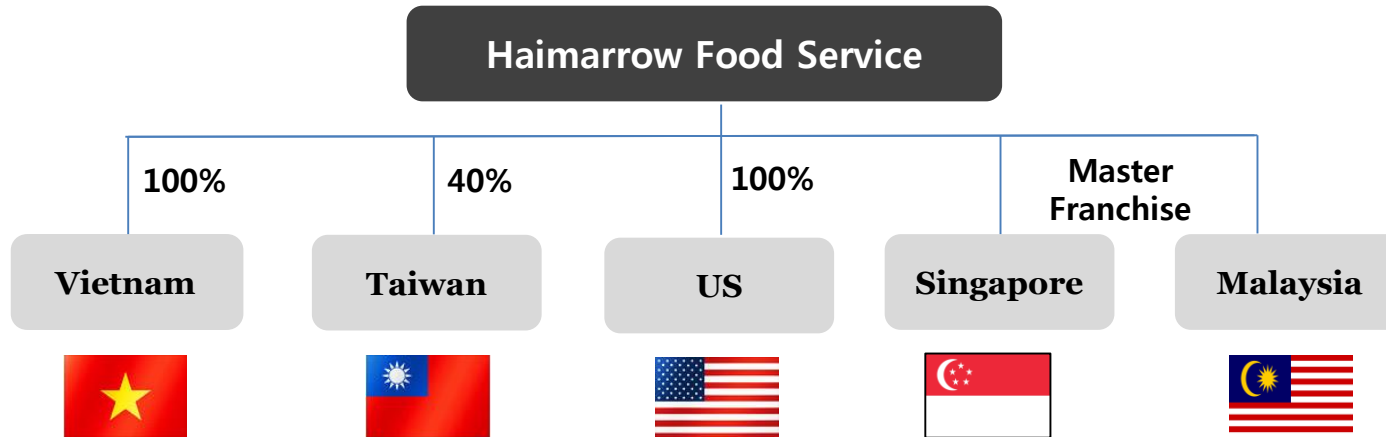 Haimarrow Food Service
100%
40%
100%
Master
Franchise
Vietnam
Taiwan
US
Singapore
Malaysia